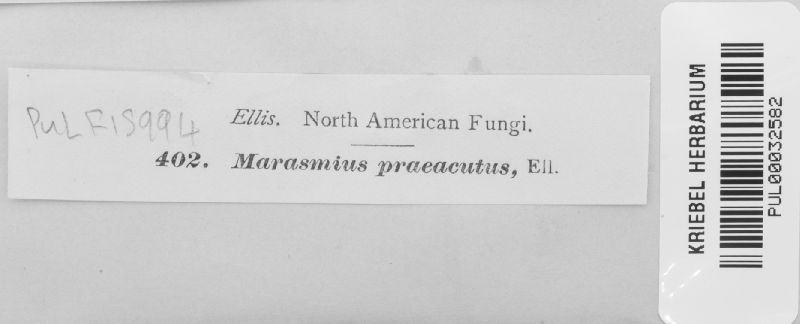 PUL F15994
Ellis. North American Fungi.
402. Marasmius praeacutus, Ell.
KRIEBEL HERBARIUM
PUL00032582